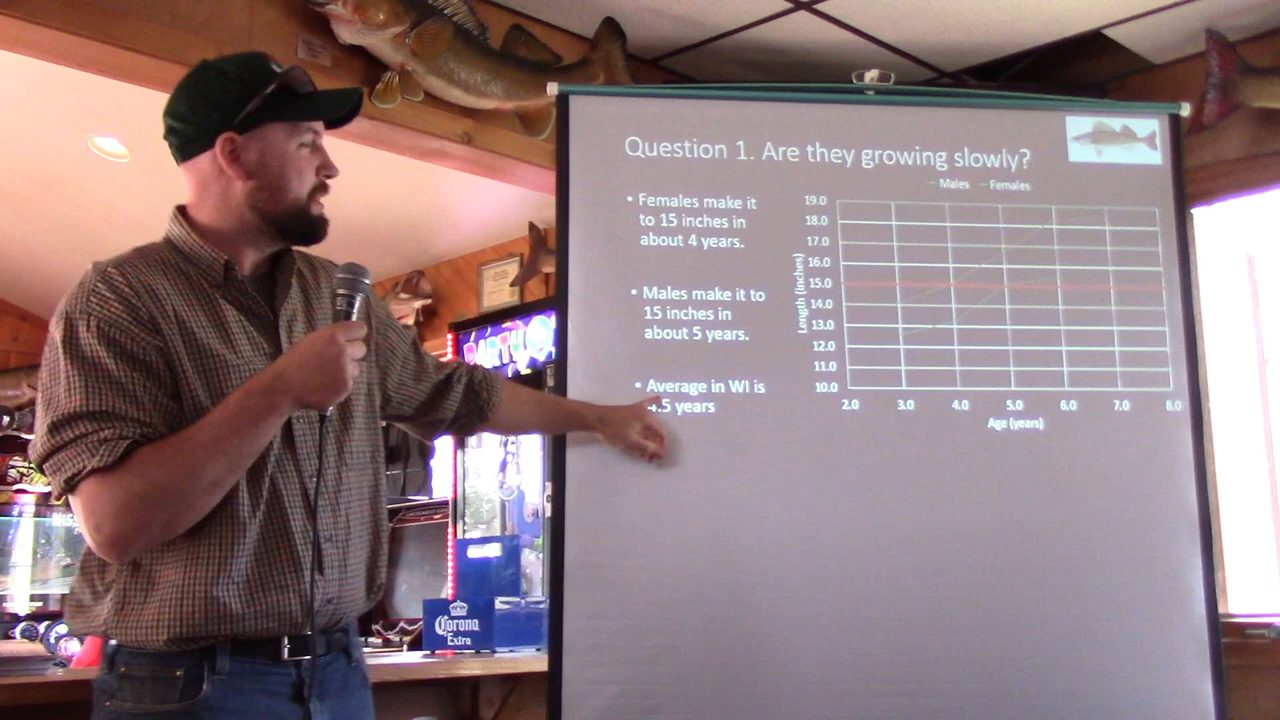 Question 1. Are they growing slowly?
Males Females
• Females make it
to 15 inches in
about 4 years.
• Males make it to
15 inches in
about 5 years.
• Average in WI is
4.5 years
Length (inches)
19.0
18.0
17.0
16.0
15.0
14.0
13.0
12.0
11.0
10.0
2.0 3.0 4.0 5.0 6.0 7.0 8.0
Age (years)
PARTY
Corona
Extra